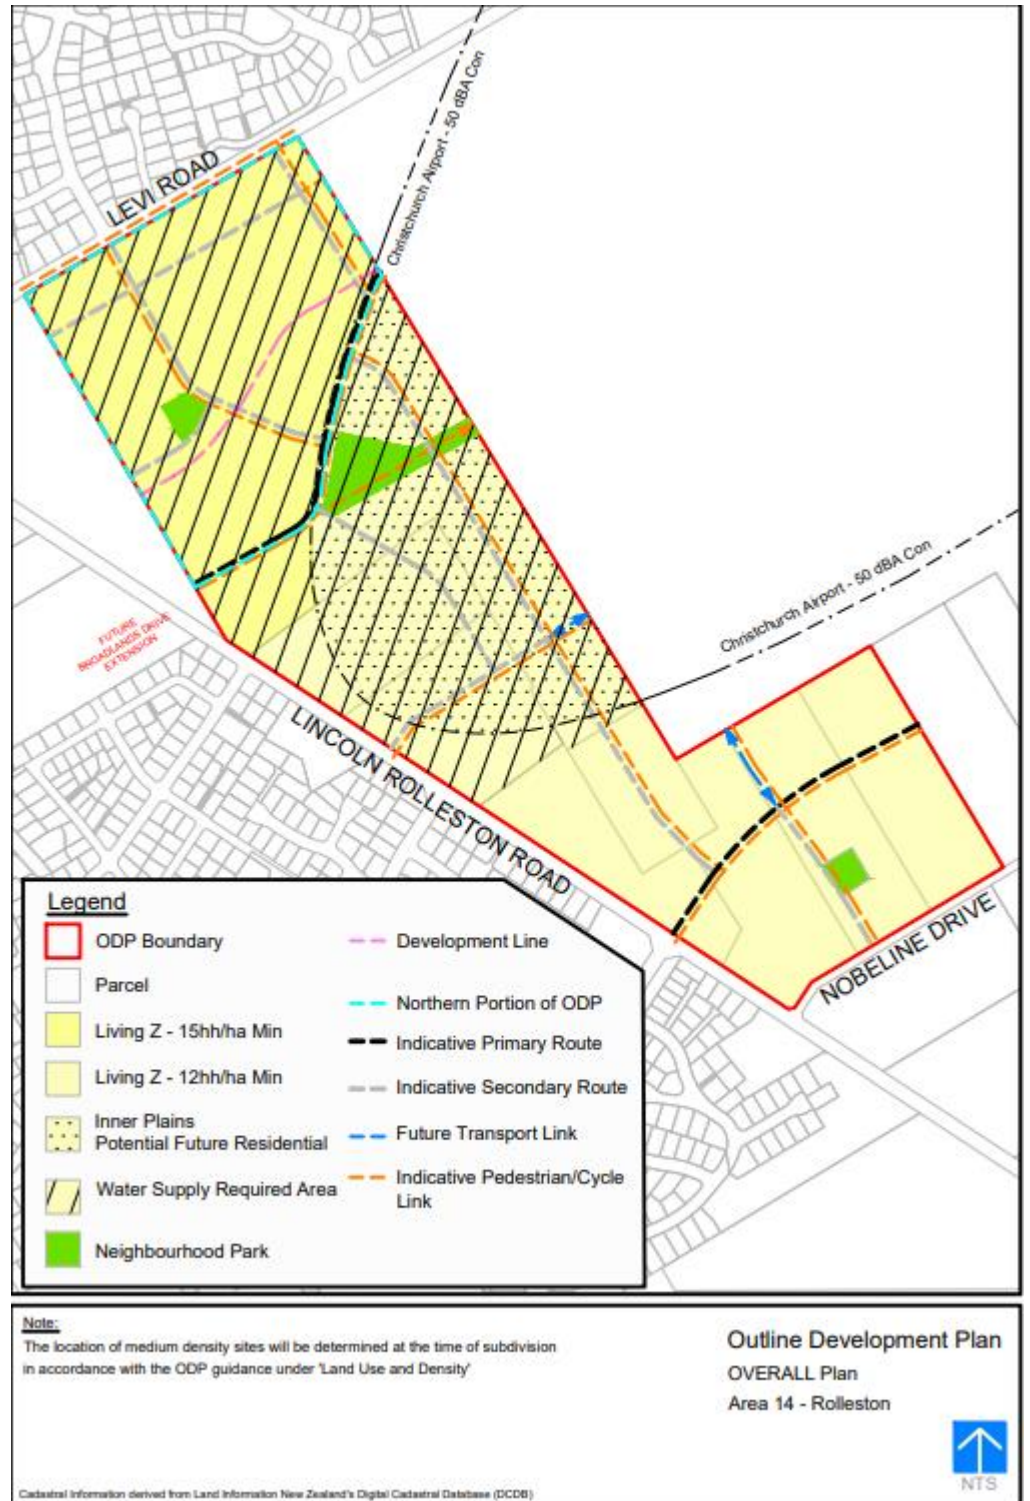 LEVI ROAD
Christchurch Airport - 50 dBA Con
Christchurch Airport - 50 dBA Con
FUTURE
BROADLANDS DRIVE
EXTENSION
LINCOLN ROLLESTON ROAD
NOBELINE DRIVE
Legend
ODP Boundary
Parcel
Living Z - 15hh/ha Min
Living Z - 12hh/ha Min
Inner Plains
Potential Future Residential
Water Supply Required Area
Neighbourhood Park
Development Line
Northern Portion of ODP
Indicative Primary Route
Indicative Secondary Route
Future Transport Link
Indicative Pedestrian/Cycle
Link
Note:
The location of medium density sites will be determined at the time of subdivision
in accordance with the ODP guidance under 'Land Use and Density'
Outline Development Plan
OVERALL Plan
Area 14 - Rolleston
NTS
Cadastral Information derived from Land Information New Zealand's Digital Cadastral Database (DCDB)